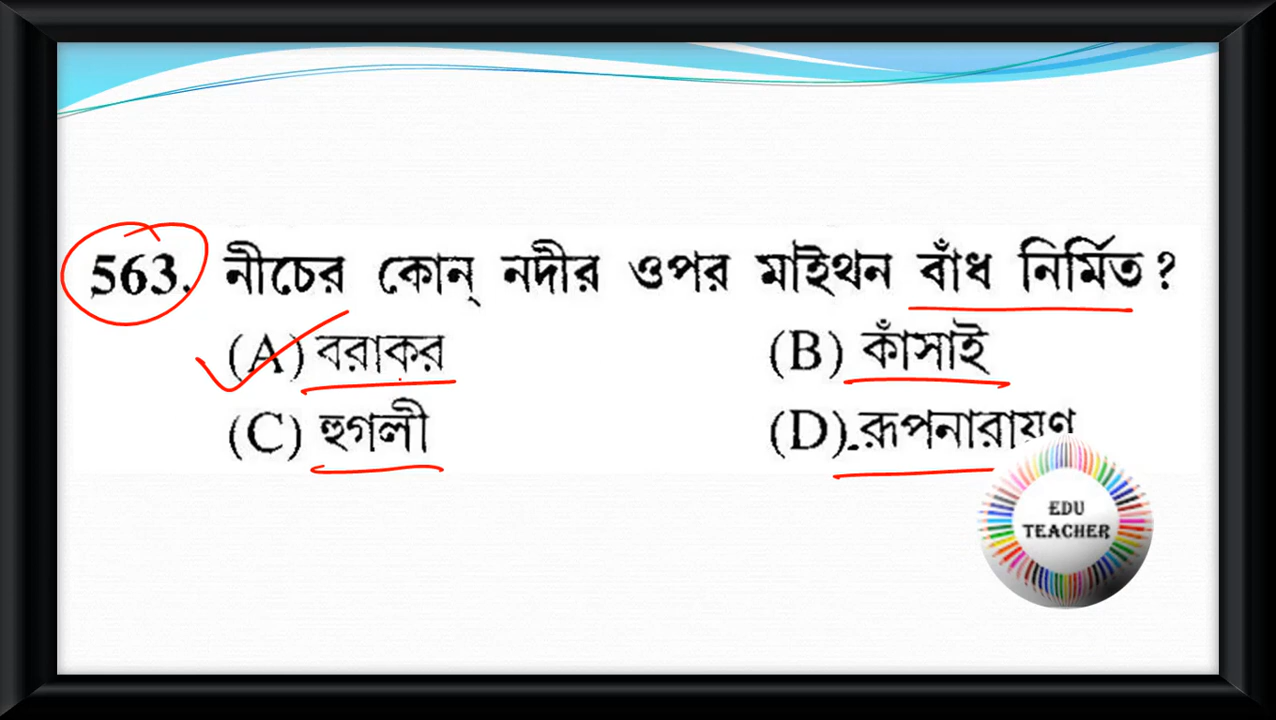 563. নীচের কোন্ নদীর ওপর মাইথন বাঁধ নির্মিত ?
(A) বরাকর (B) কাঁসাই
(C) হুগলী (D) রূপনারায়ণ
EDU
TEACHER